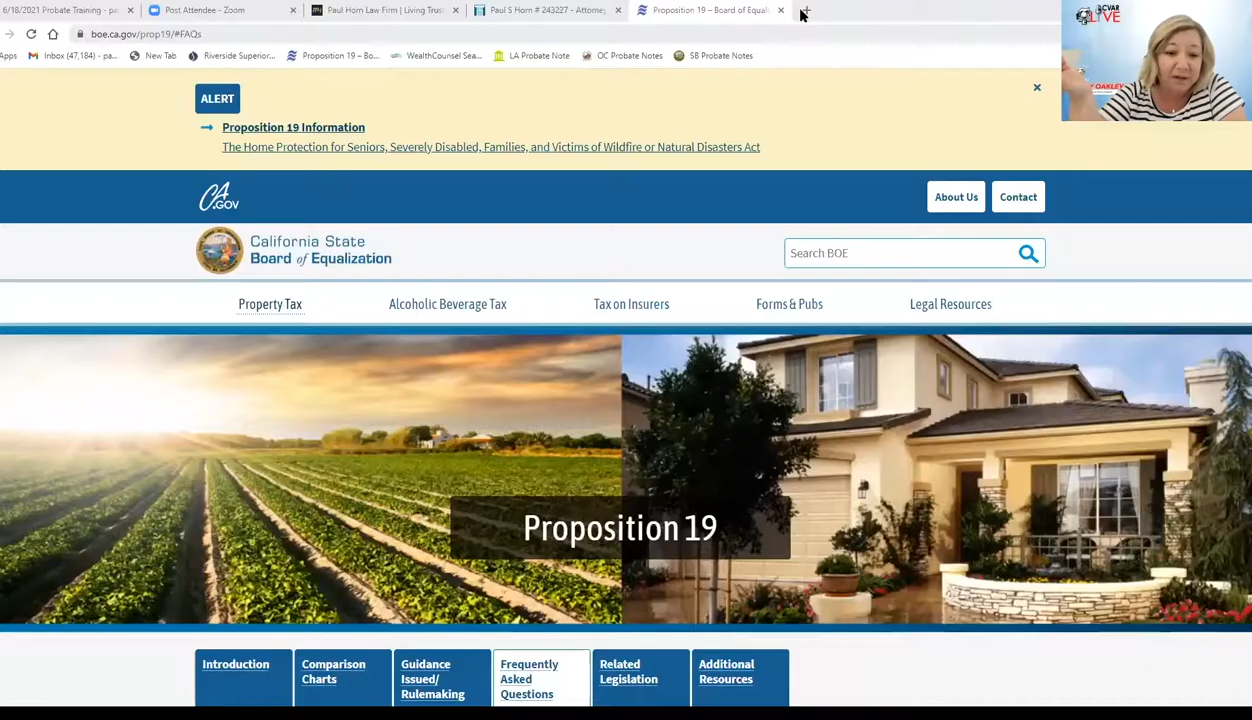 6/18/2021 Probate Training - pa
Post Attendee - Zoom
Paul Horn Law Firm | Living Trus
Paul S Horn # 243227 - Attorney
Proposition 19 – Board of Equali
boe.ca.gov/prop19/#FAQs
Apps
Inbox (47,184) - pa...
New Tab
Riverside Superior...
Proposition 19 – Bo...
WealthCounsel Sea...
LA Probate Note
OC Probate Notes
SB Probate Notes
CVAR
LIVE
OAKLEY
ALERT
Proposition 19 Information
The Home Protection for Seniors, Severely Disabled, Families, and Victims of Wildfire or Natural Disasters Act
CA
.GOV
About Us
Contact
California State
Board of Equalization
Search BOE
Property Tax
Alcoholic Beverage Tax
Tax on Insurers
Forms & Pubs
Legal Resources
Proposition 19
Introduction
Comparison
Charts
Guidance
Issued/
Rulemaking
Frequently
Asked
Questions
Related
Legislation
Additional
Resources